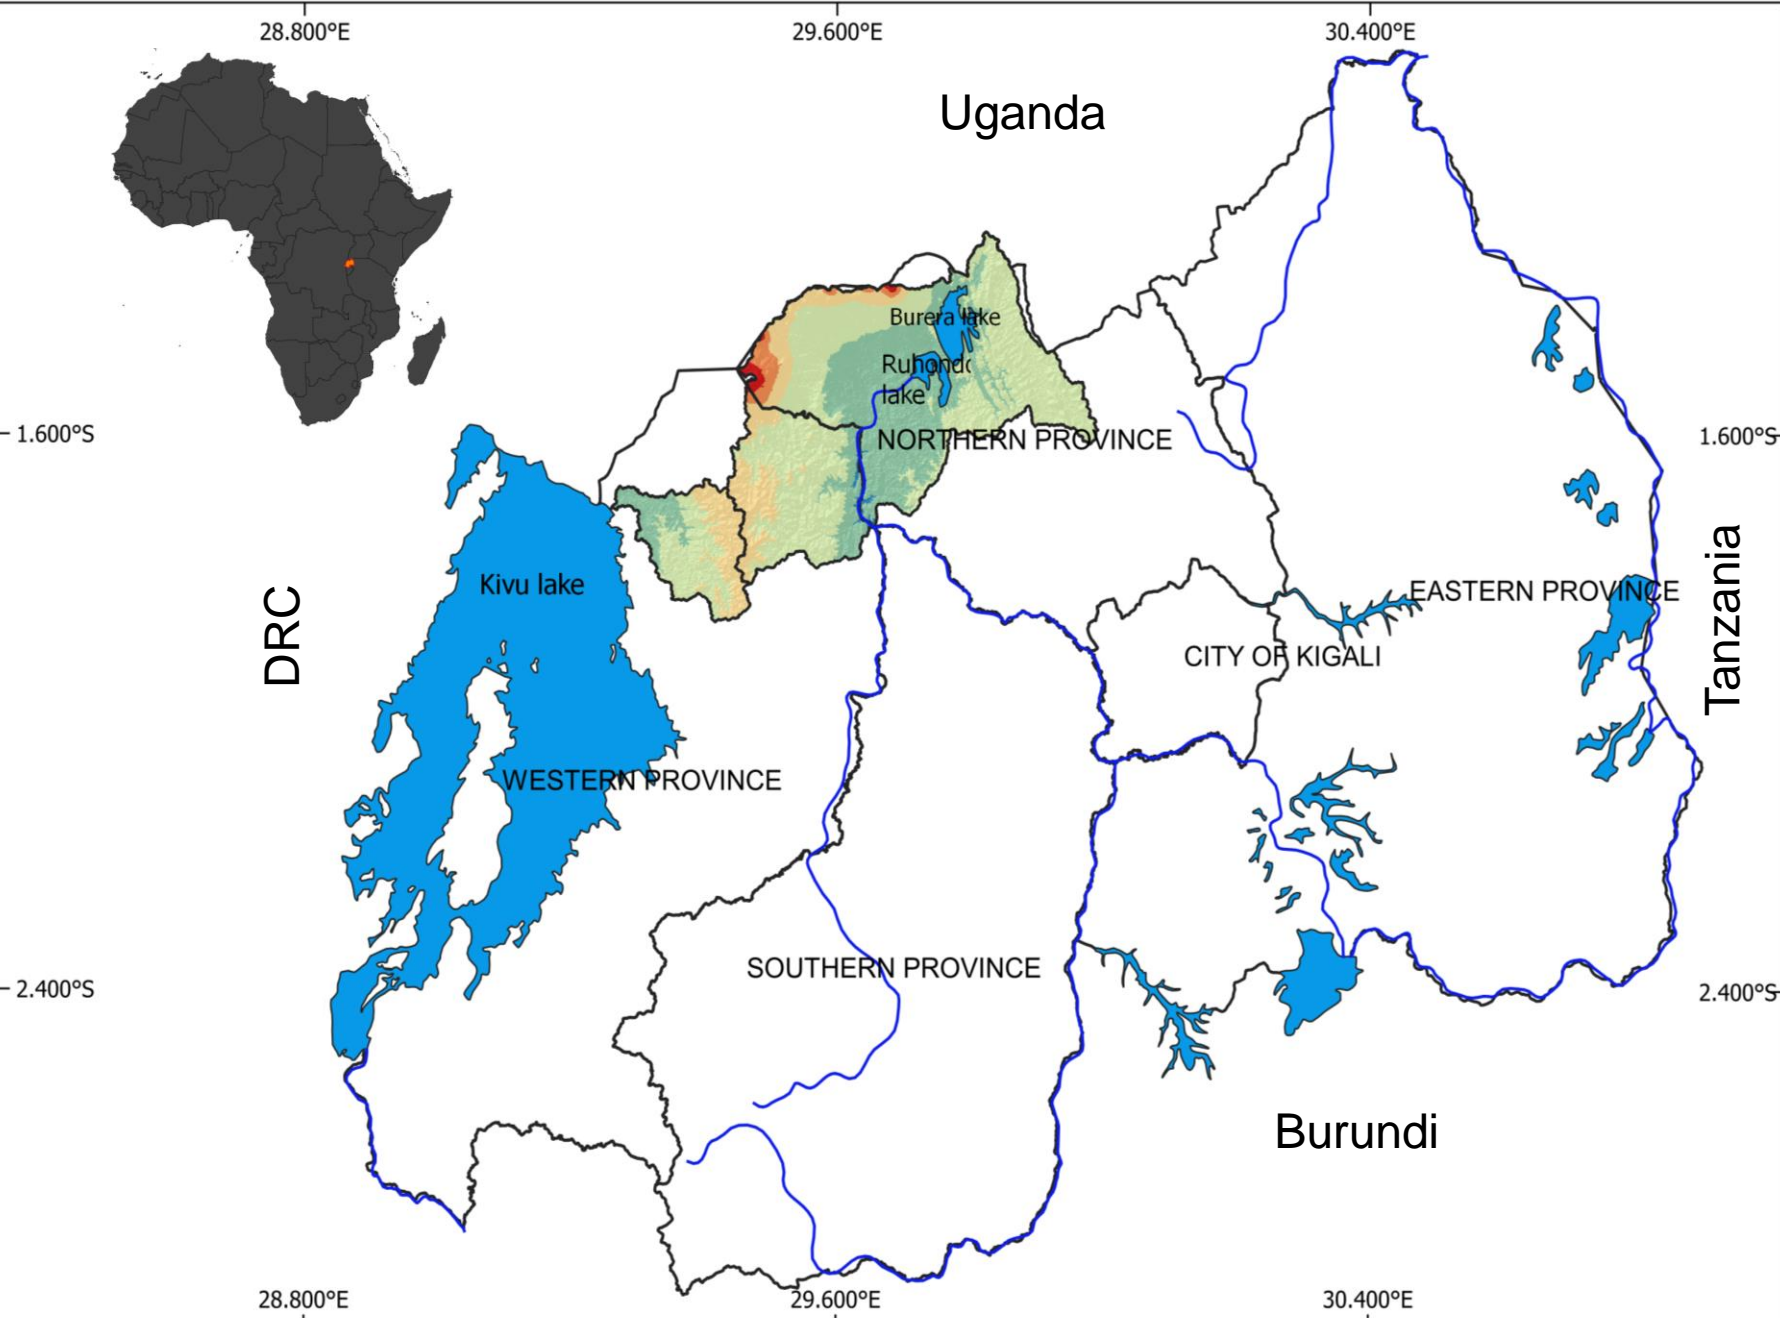 28.800°E
29.600°E
30.400°E
Uganda
Burera lake
Ruhondo
lake
1.600°S
1.600°S
NORTHERN PROVINCE
Kivu lake
DRC
EASTERN PROVINCE
Tanzania
CITY OF KIGALI
WESTERN PROVINCE
SOUTHERN PROVINCE
2.400°S
2.400°S
Burundi
28.800°E
29.600°E
30.400°E